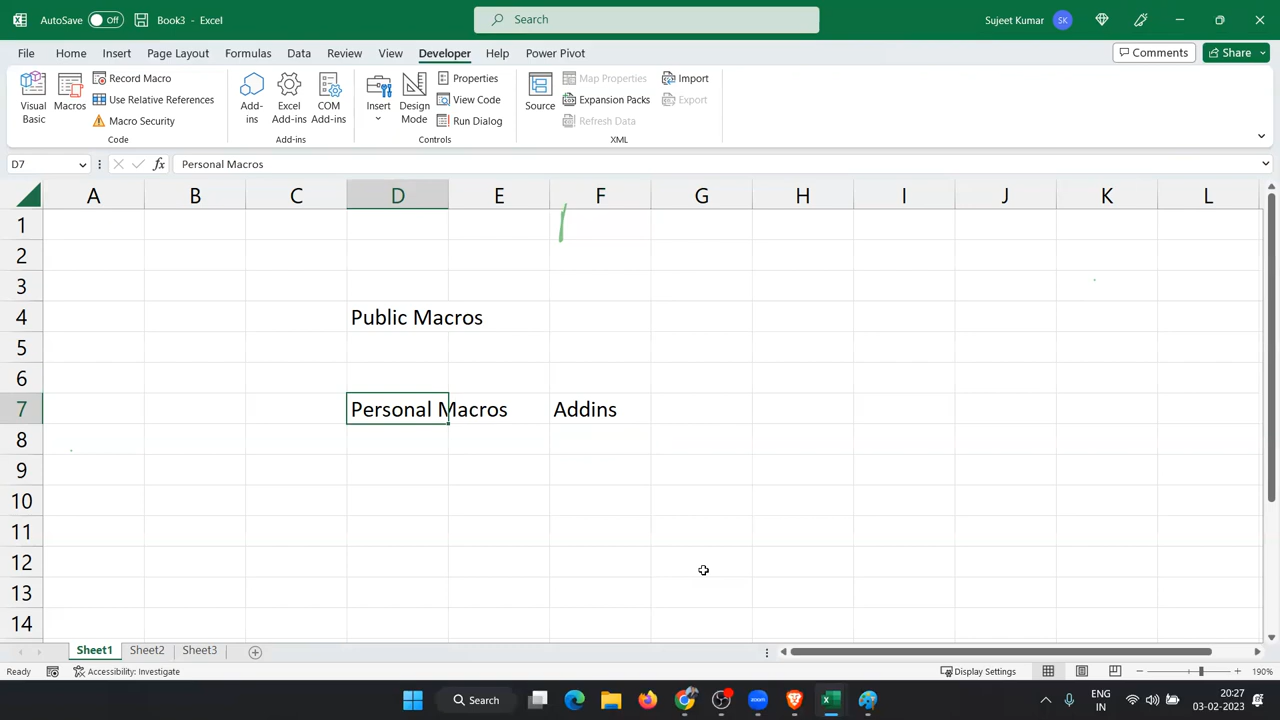 AutoSave Off Book3 - Excel Search Sujeet Kumar SK
File Home Insert Page Layout Formulas Data Review View Developer Help Power Pivot Comments Share
Visual Basic
Macros
Record Macro
Use Relative References
Macro Security
Code
Add-ins
Excel Add-ins
COM Add-ins
Add-ins
Insert
Design Mode
Properties
View Code
Run Dialog
Controls
Source
Map Properties
Expansion Packs
Refresh Data
Import
Export
XML
D7 fx Personal Macros
A B C D E F G H I J K L
1
2
3
4 Public Macros
5
6
7 Personal Macros Addins
8
9
10
11
12
13
14
Sheet1 Sheet2 Sheet3
Ready Accessibility: Investigate Display Settings 190%
Search ENG IN 20:27 03-02-2023